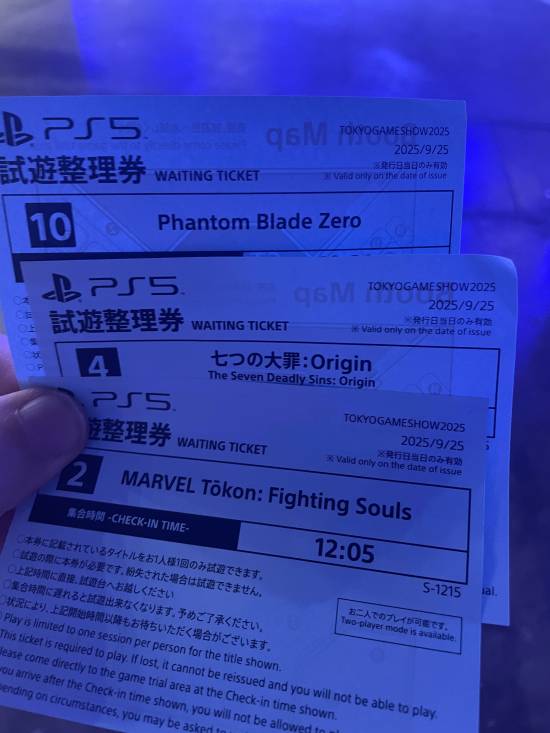 PS5
TOKYOGAMESHOW2025
2025/9/25
試遊整理券 WAITING TICKET
※発行日当日のみ有効
※ Valid only on the date of issue
10 Phantom Blade Zero
PS5
TOKYOGAMESHOW2025
2025/9/25
試遊整理券 WAITING TICKET
※発行日当日のみ有効
※ Valid only on the date of issue
4 七つの大罪:Origin
The Seven Deadly Sins: Origin
PS5
TOKYOGAMESHOW2025
2025/9/25
遊整理券 WAITING TICKET
※発行日当日のみ有効
※ Valid only on the date of issue
2 MARVEL Tōkon: Fighting Souls
集合時間 -CHECK-IN TIME-
12:05
S-1215
○本券に記載されているタイトルをお1人様1回のみ試遊できます。
○試遊の際に本券が必要です。紛失された場合は試遊できません。
○上記時間に直接、試遊台へお越しください
○集合時間に遅れると試遊出来なくなります。予めご了承ください。
○状況により、上記開始時間以降もお待ちいただく場合がございます。
お二人でのプレイが可能です。
Two-player mode is available.
Play is limited to one session per person for the title shown.
This ticket is required to play. If lost, it cannot be reissued and you will not be able to play.
lease come directly to the game trial area at the Check-in time shown.
you arrive after the Check-in time shown, you will not be allowed to
ending on circumstances, you may be asked to